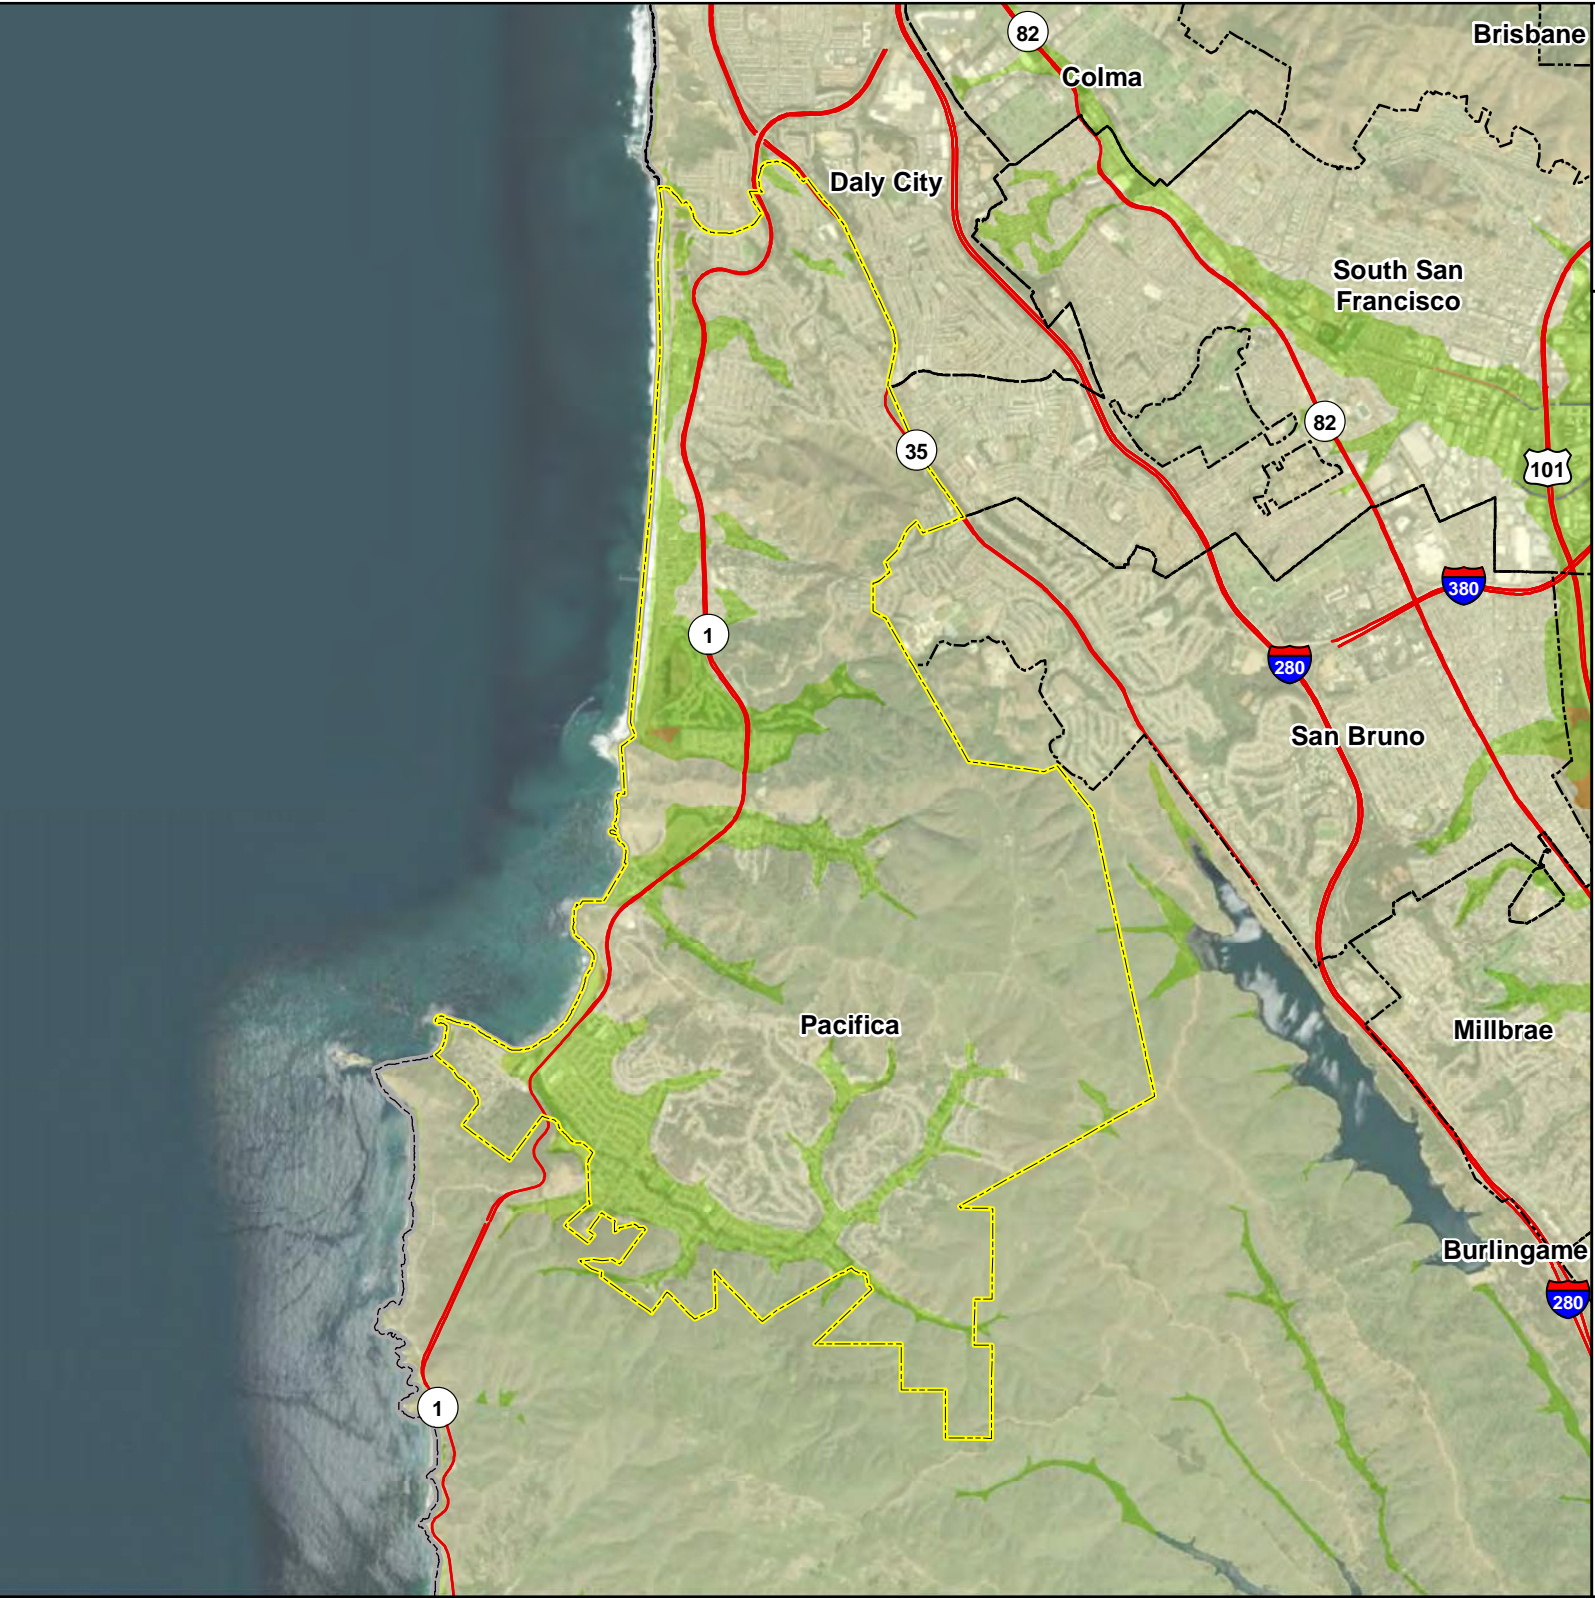 Brisbane
82
Colma
Daly City
South San
Francisco
82
35
101
380
1
280
San Bruno
Pacifica
Millbrae
Burlingame
280
1